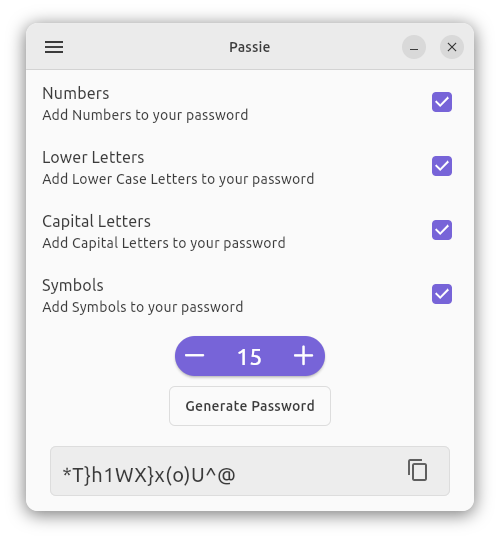 Passie
Numbers
Add Numbers to your password
Lower Letters
Add Lower Case Letters to your password
Capital Letters
Add Capital Letters to your password
Symbols
Add Symbols to your password
15
Generate Password
*T}h1WX}x(o)U^@